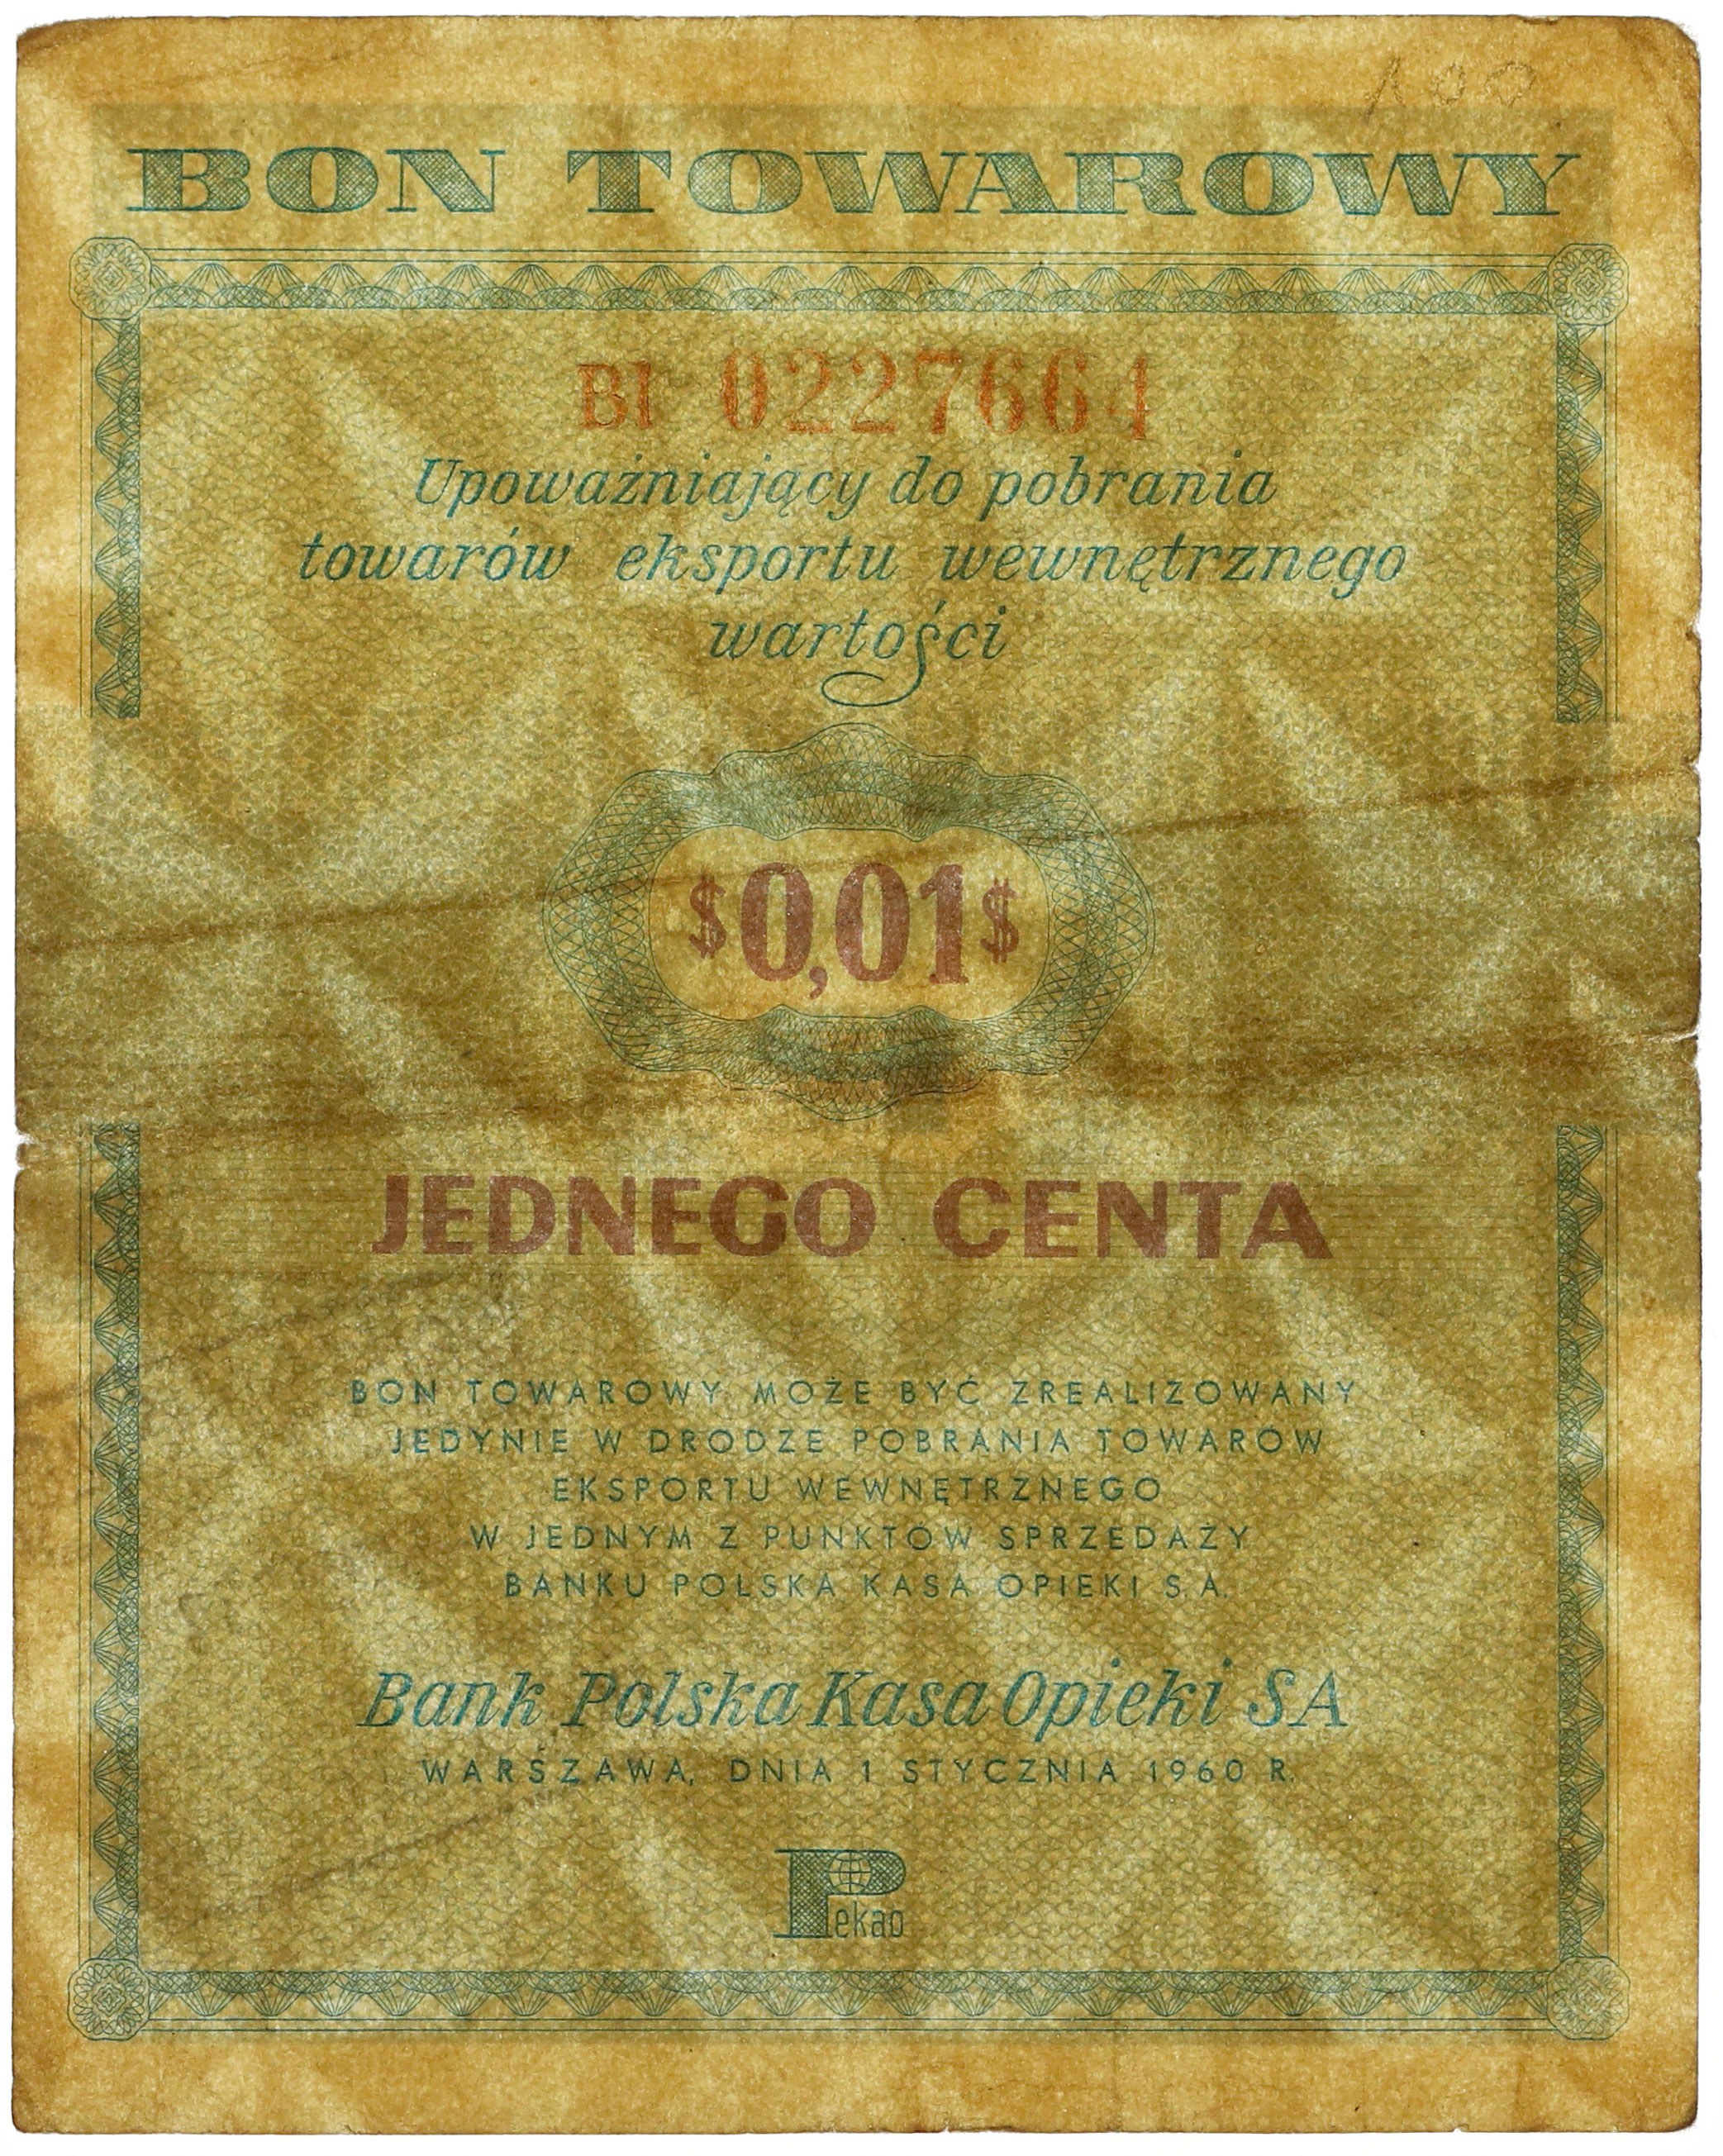 100
BON TOWAROWY
BI 0227664
Upoważniający do pobrania
towarów eksportu wewnętrznego
wartości
$0,01$
JEDNEGO CENTA
BON TOWAROWY MOŻE BYĆ ZREALIZOWANY
JEDYNIE W DRODZE POBRANIA TOWARÓW
EKSPORTU WEWNĘTRZNEGO
W JEDNYM Z PUNKTÓW SPRZEDAŻY
BANKU POLSKA KASA OPIEKI S.A.
Bank Polska Kasa Opieki SA
WARSZAWA, DNIA 1 STYCZNIA 1960 R.
Pekao